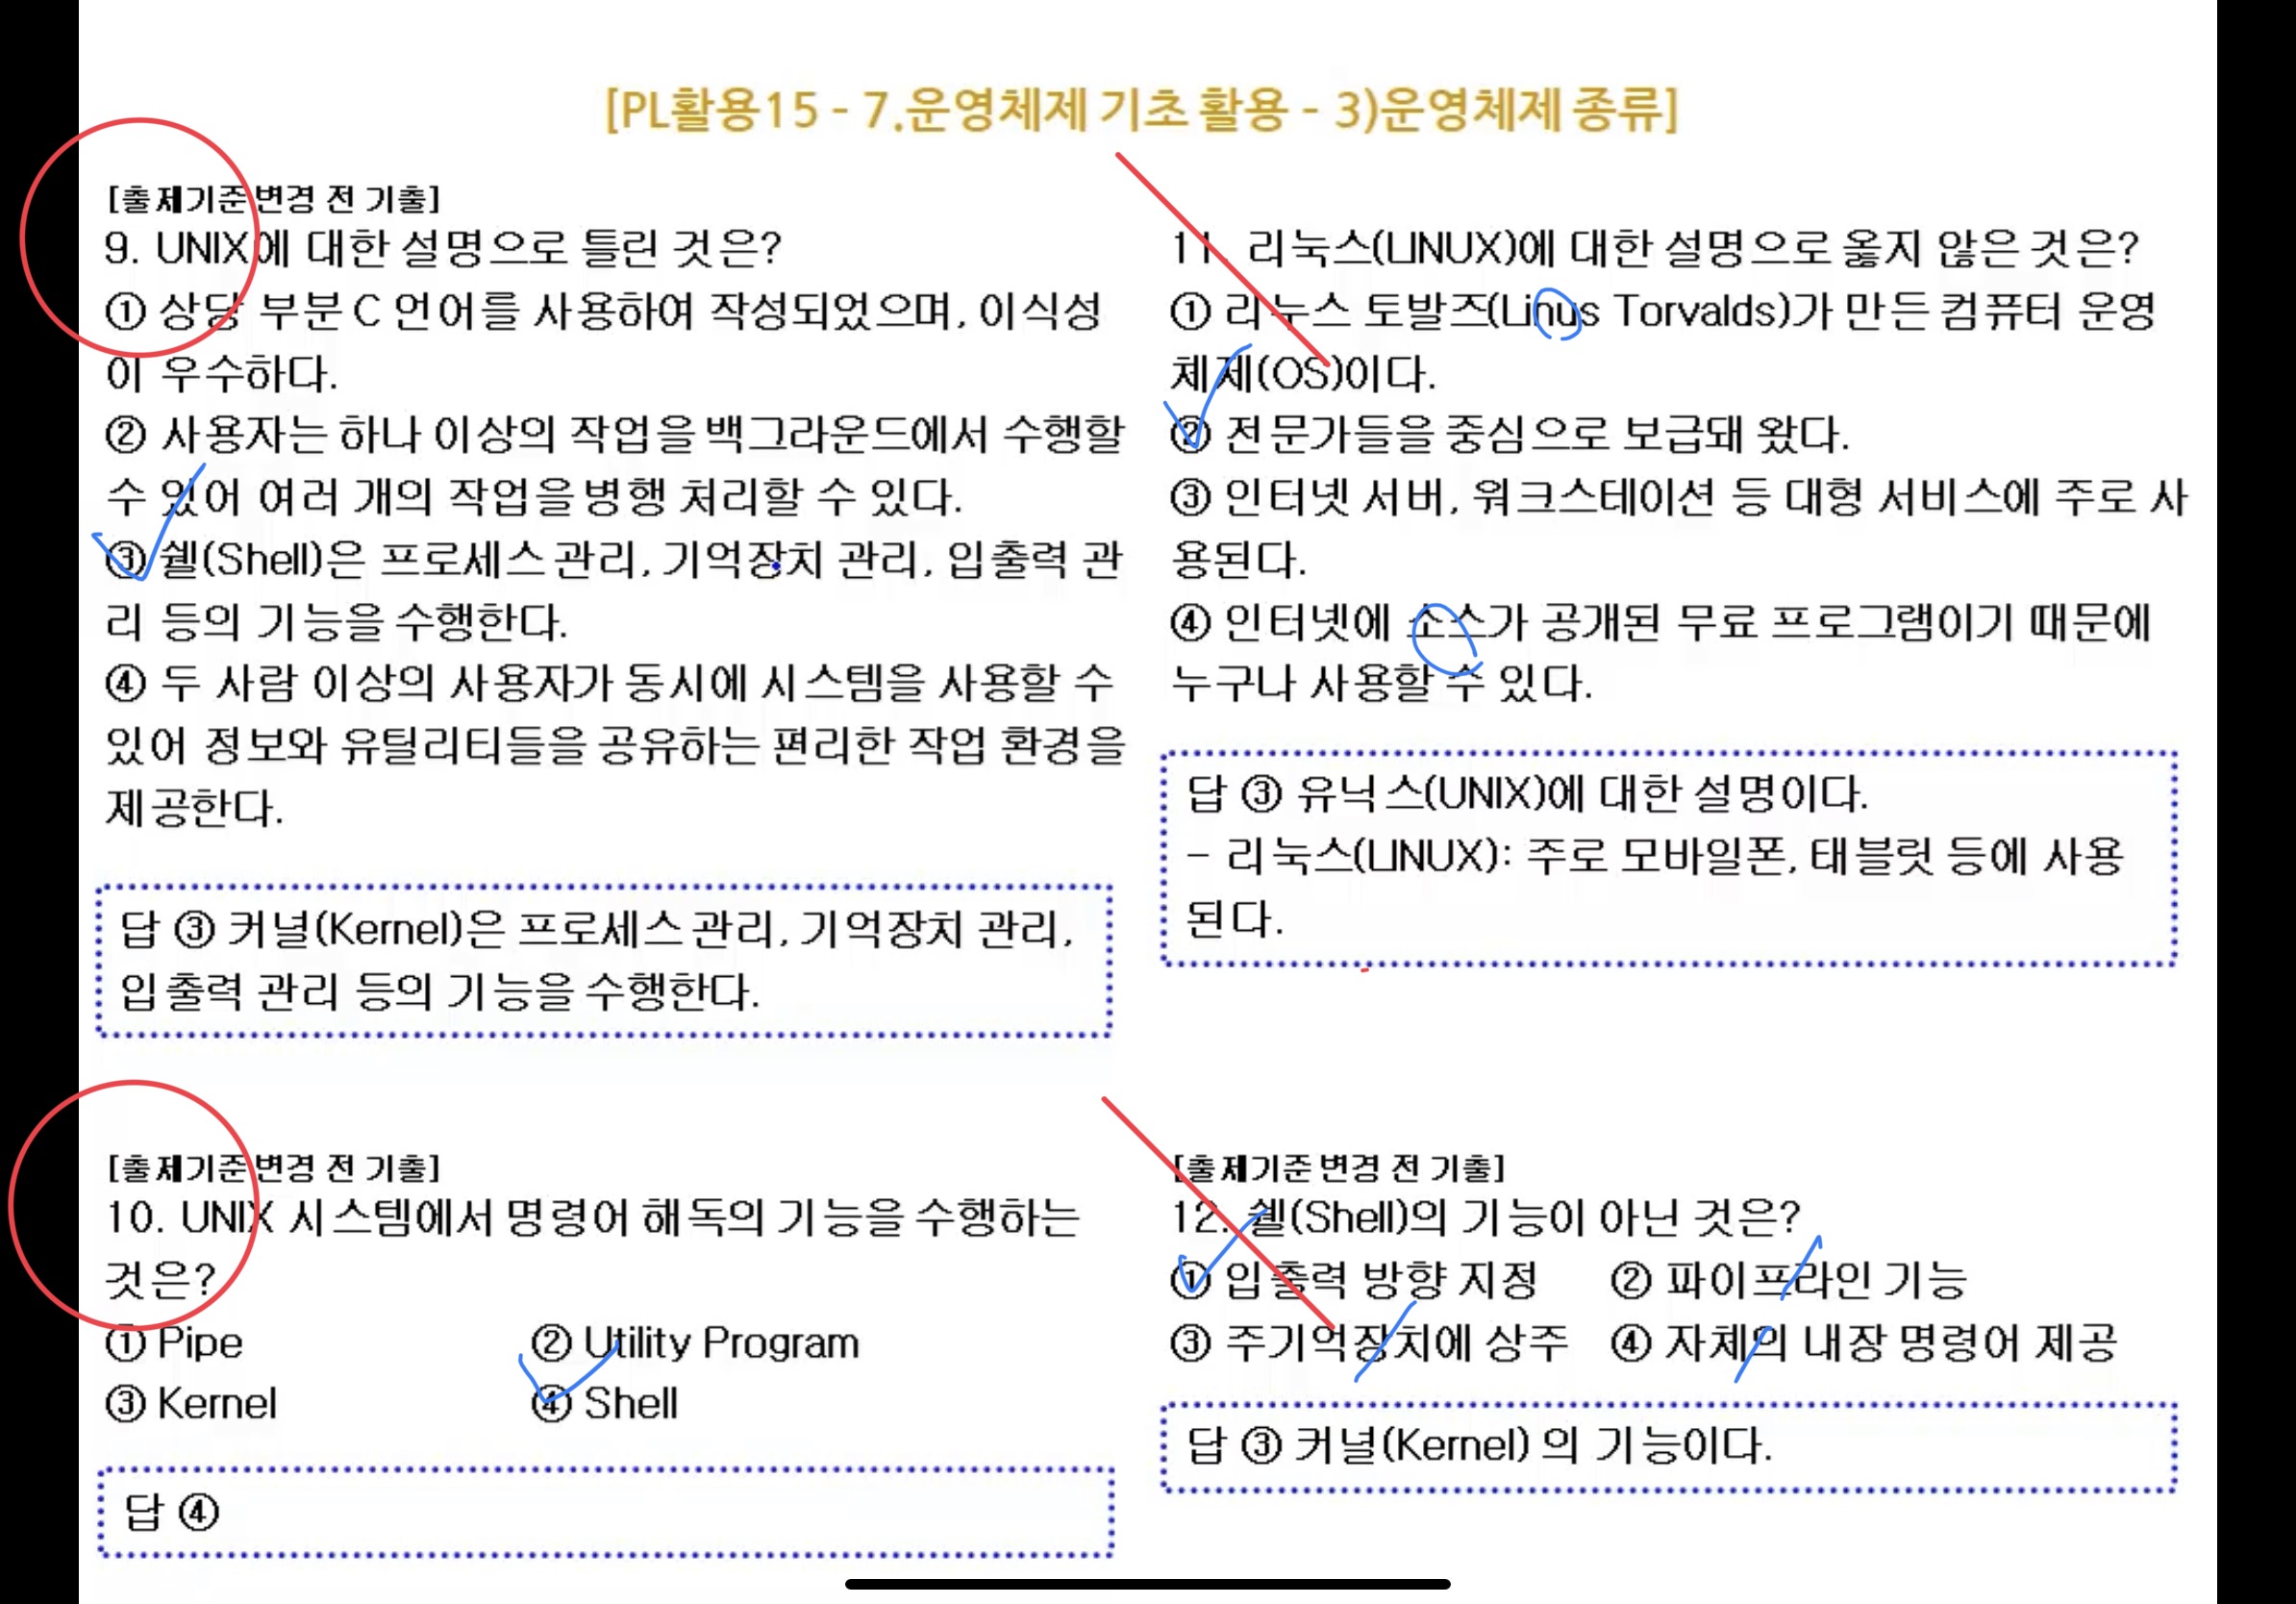 [PL활용15 - 7.운영체제 기초 활용 - 3)운영체제 종류]
[출제기준변경 전 기출]
9. UNIX에 대한 설명으로 틀린 것은?
① 상당 부분 C 언어를 사용하여 작성되었으며, 이식성
이 우수하다.
② 사용자는 하나 이상의 작업을 백그라운드에서 수행할
수 있어 여러 개의 작업을 병행 처리할 수 있다.
③ 쉘(Shell)은 프로세스 관리, 기억장치 관리, 입출력 관
리 등의 기능을 수행한다.
④ 두 사람 이상의 사용자가 동시에 시스템을 사용할 수
있어 정보와 유틸리티들을 공유하는 편리한 작업 환경을
제공한다.
답 ③ 커널(Kernel)은 프로세스 관리, 기억장치 관리,
입출력 관리 등의 기능을 수행한다.
[출제기준변경 전 기출]
10. UNIX 시스템에서 명령어 해독의 기능을 수행하는
것은?
① Pipe ② Utility Program
③ Kernel ④ Shell
답 ④
11. 리눅스(LINUX)에 대한 설명으로 옳지 않은 것은?
① 리누스 토발즈(Linus Torvalds)가 만든 컴퓨터 운영
체제(OS)이다.
② 전문가들을 중심으로 보급돼 왔다.
③ 인터넷 서버, 워크스테이션 등 대형 서비스에 주로 사
용된다.
④ 인터넷에 소스가 공개된 무료 프로그램이기 때문에
누구나 사용할 수 있다.
답 ③ 유닉스(UNIX)에 대한 설명이다.
- 리눅스(LINUX): 주로 모바일폰, 태블릿 등에 사용
된다.
[출제기준변경 전 기출]
12. 쉘(Shell)의 기능이 아닌 것은?
① 입출력 방향 지정 ② 파이프라인 기능
③ 주기억장치에 상주 ④ 자체의 내장 명령어 제공
답 ③ 커널(Kernel) 의 기능이다.